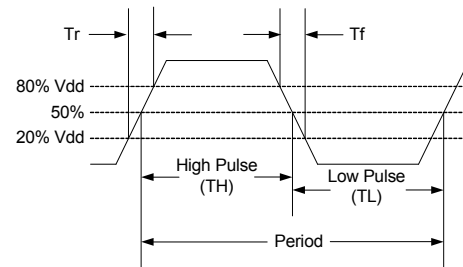 Tr
Tf
80% Vdd
50%
20% Vdd
High Pulse
(TH)
Low Pulse
(TL)
Period